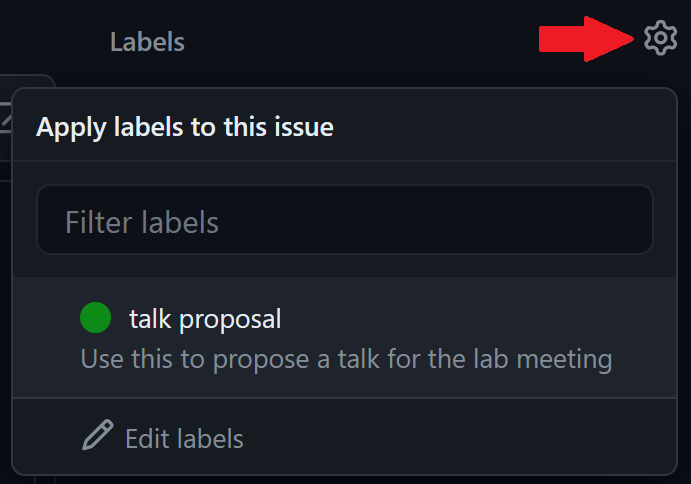 Labels
Apply labels to this issue
Filter labels
talk proposal
Use this to propose a talk for the lab meeting
Edit labels